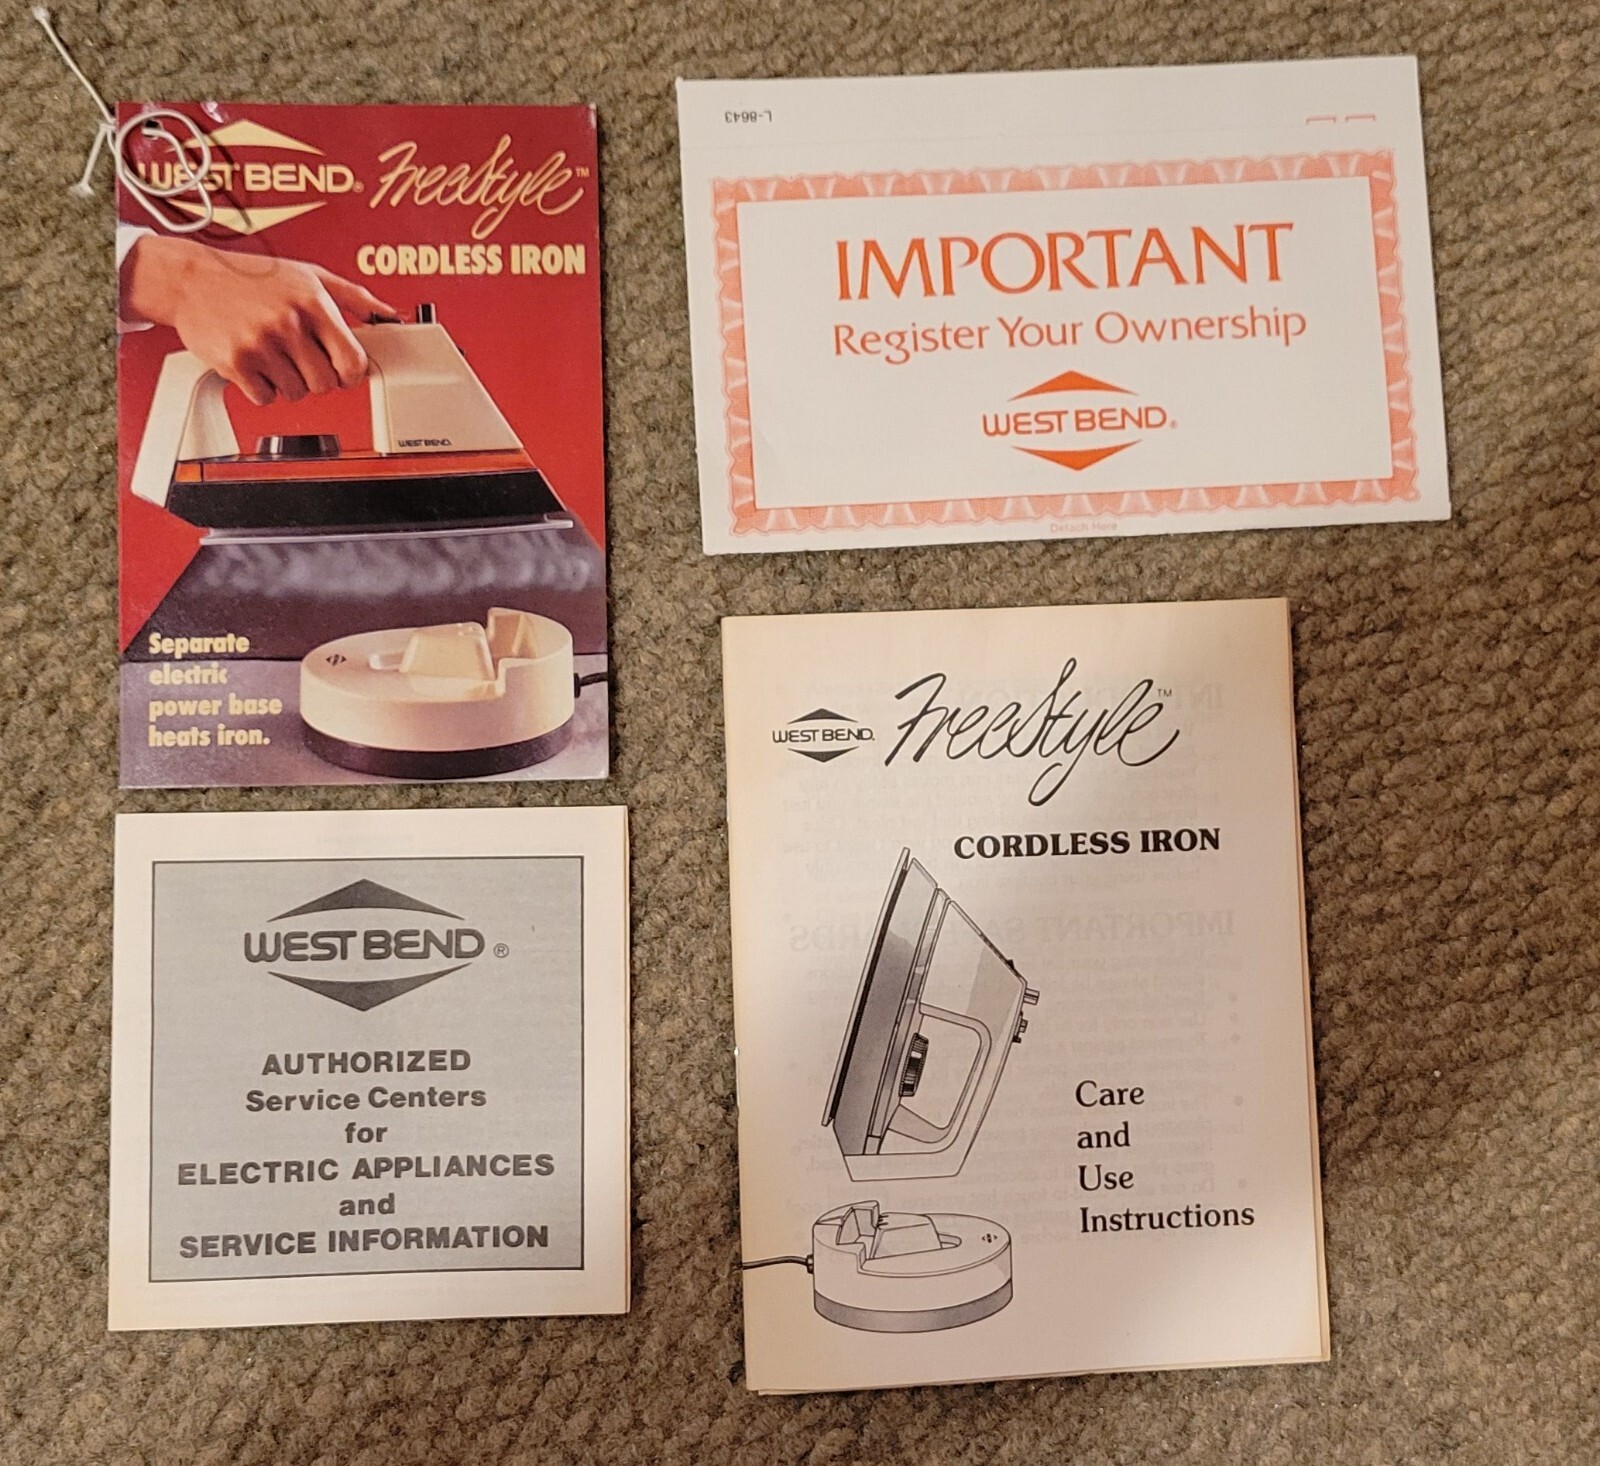 WEST BEND® FreeStyle™
CORDLESS IRON
WEST BEND
Separate
electric
power base
heats iron.
L-8643
IMPORTANT
Register Your Ownership
WEST BEND®
Detach Here
WEST BEND®
AUTHORIZED
Service Centers
for
ELECTRIC APPLIANCES
and
SERVICE INFORMATION
WEST BEND® FreeStyle™
CORDLESS IRON
Care
and
Use
Instructions